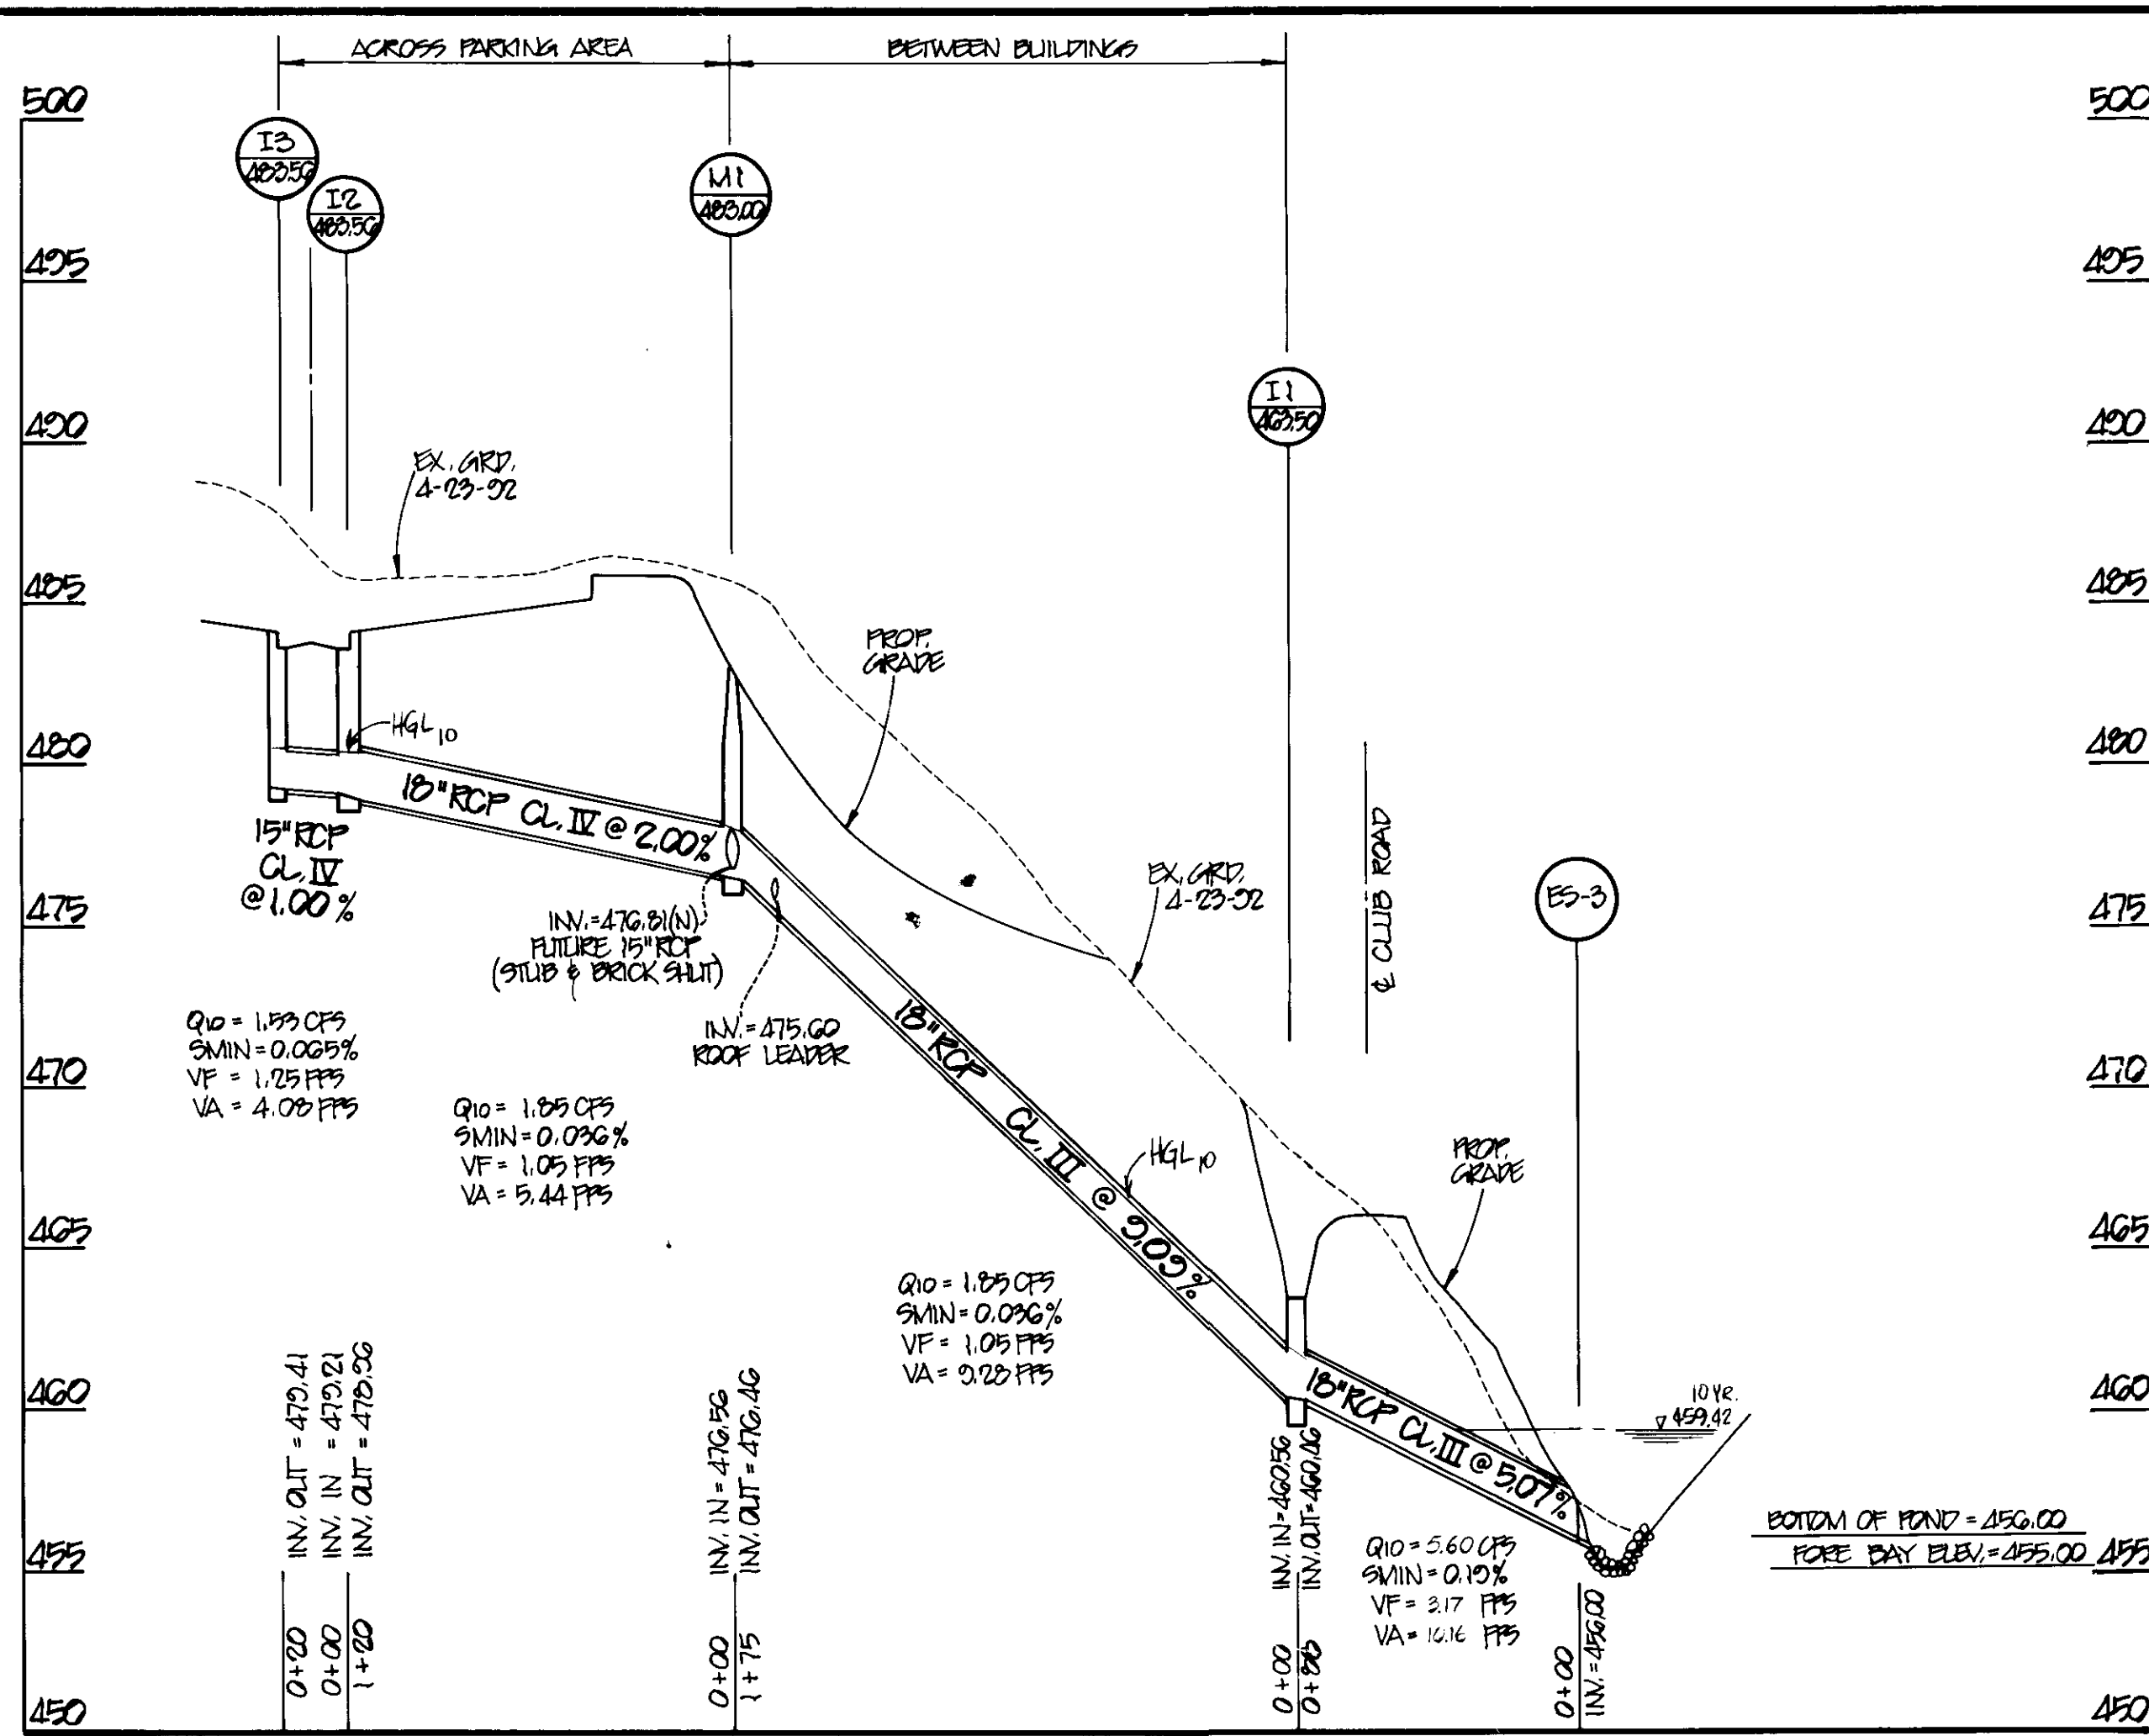 ACROSS PARKING AREA
BETWEEN BUILDINGS
500
500
I3
483.56
I2
483.56
M1
483.00
495
495
I1
463.50
490
490
EX. GRD.
4-23-92
485
485
PROP.
GRADE
HGL 10
480
480
18" RCP CL. IV @ 2.00%
15" RCP
CL. IV
@ 1.00%
℄ CLUB ROAD
EX. GRD.
4-23-92
ES-3
475
475
INV. = 476.81(N)
FUTURE 15" RCP
(STUB & BRICK SHUT)
INV. = 475.60
ROOF LEADER
18" RCP CL. III @ 9.09%
Q10 = 1.53 CFS
SMIN = 0.065%
VF = 1.25 FPS
VA = 4.08 FPS
470
470
Q10 = 1.85 CFS
SMIN = 0.036%
VF = 1.05 FPS
VA = 5.44 FPS
HGL 10
PROP.
GRADE
465
465
Q10 = 1.85 CFS
SMIN = 0.036%
VF = 1.05 FPS
VA = 9.28 FPS
460
460
18" RCP CL. III @ 5.07%
10 YR.
459.42
INV. OUT = 479.41
INV. IN = 479.21
INV. OUT = 478.96
INV. IN = 476.56
INV. OUT = 476.46
INV. IN = 460.56
INV. OUT = 460.46
BOTTOM OF POND = 456.00
FORE BAY ELEV. = 455.00
455
455
Q10 = 5.60 CFS
SMIN = 0.19%
VF = 3.17 FPS
VA = 10.16 FPS
INV. = 456.00
0+20
0+00
1+20
0+00
1+75
0+00
0+00
450
450